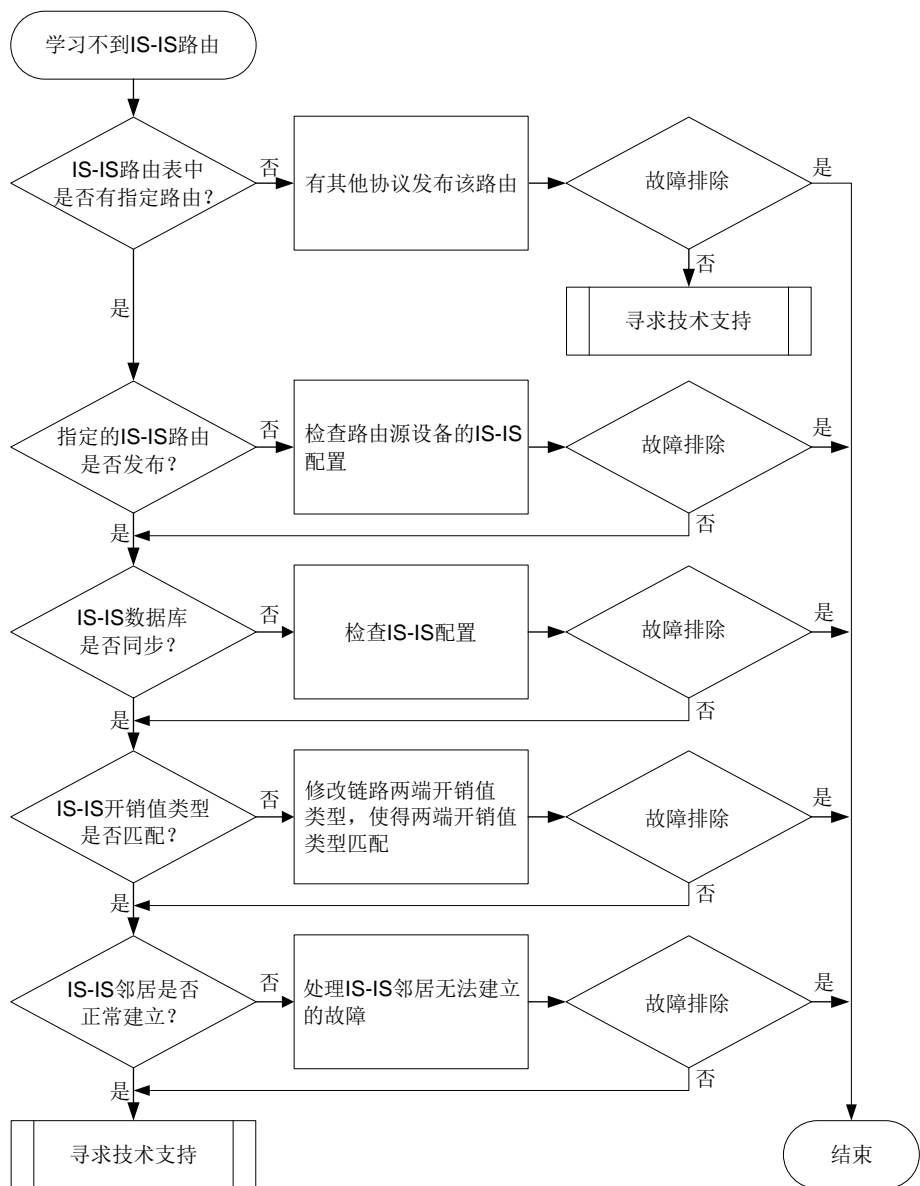 学习不到IS-IS路由
IS-IS路由表中
是否有指定路由？
否
有其他协议发布该路由
故障排除
是
否
寻求技术支持
是
指定的IS-IS路由
是否发布？
否
检查路由源设备的IS-IS
配置
故障排除
是
否
是
IS-IS数据库
是否同步？
否
检查IS-IS配置
故障排除
是
否
是
IS-IS开销值类型
是否匹配？
否
修改链路两端开销值
类型，使得两端开销值
类型匹配
故障排除
是
否
是
IS-IS邻居是否
正常建立？
否
处理IS-IS邻居无法建立
的故障
故障排除
是
否
是
寻求技术支持
结束